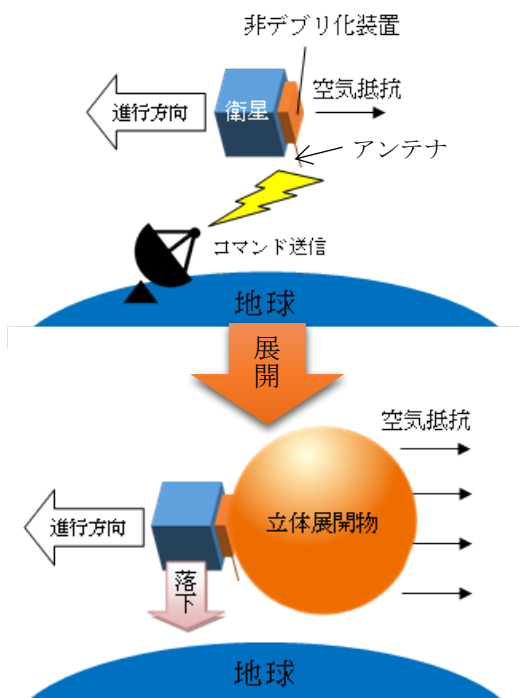 非デブリ化装置
空気抵抗
衛星
進行方向
アンテナ
コマンド送信
地球
展
開
空気抵抗
立体展開物
進行方向
落
下
地球